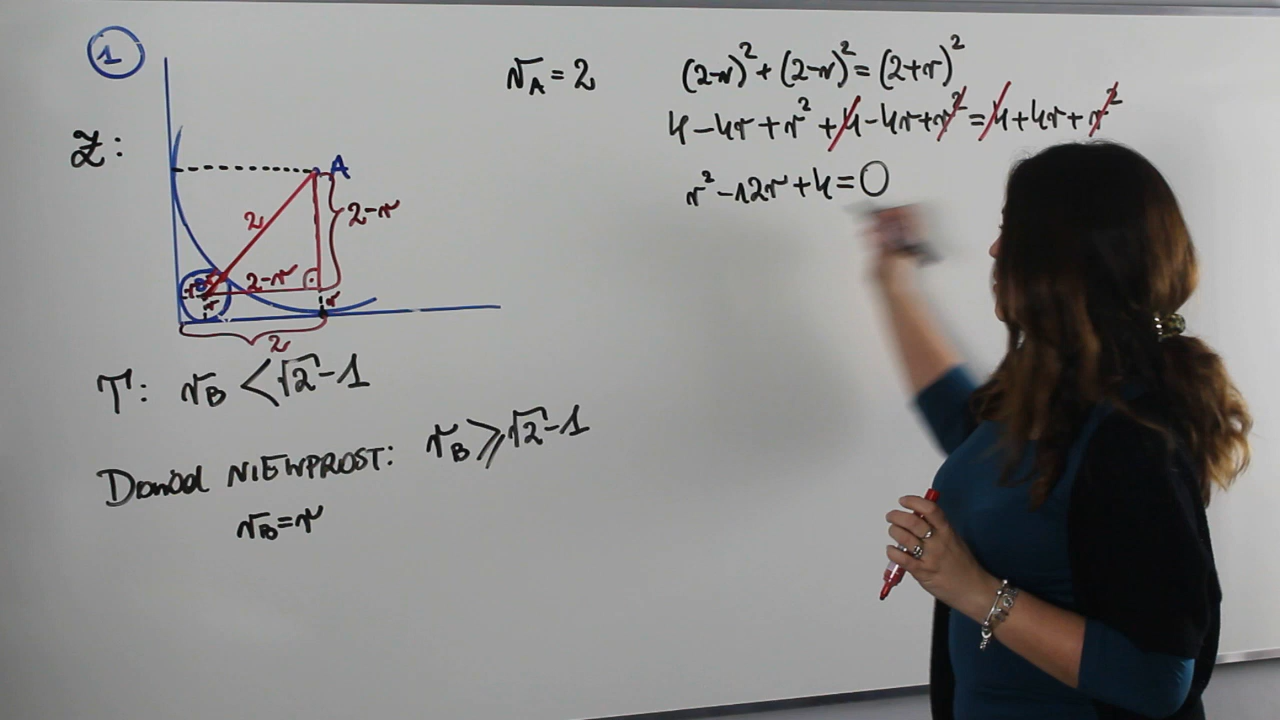 1
Z:
A
2
2-r
2-r
r
B
r
r
2
T: r_B < √2 - 1
Dowód NIEWPROST: r_B ⩾ √2 - 1
r_B = r
r_A = 2
(2-r)² + (2-r)² = (2+r)²
4 - 4r + r² + 4 - 4r + r² = 4 + 4r + r²
r² - 12r + 4 = 0